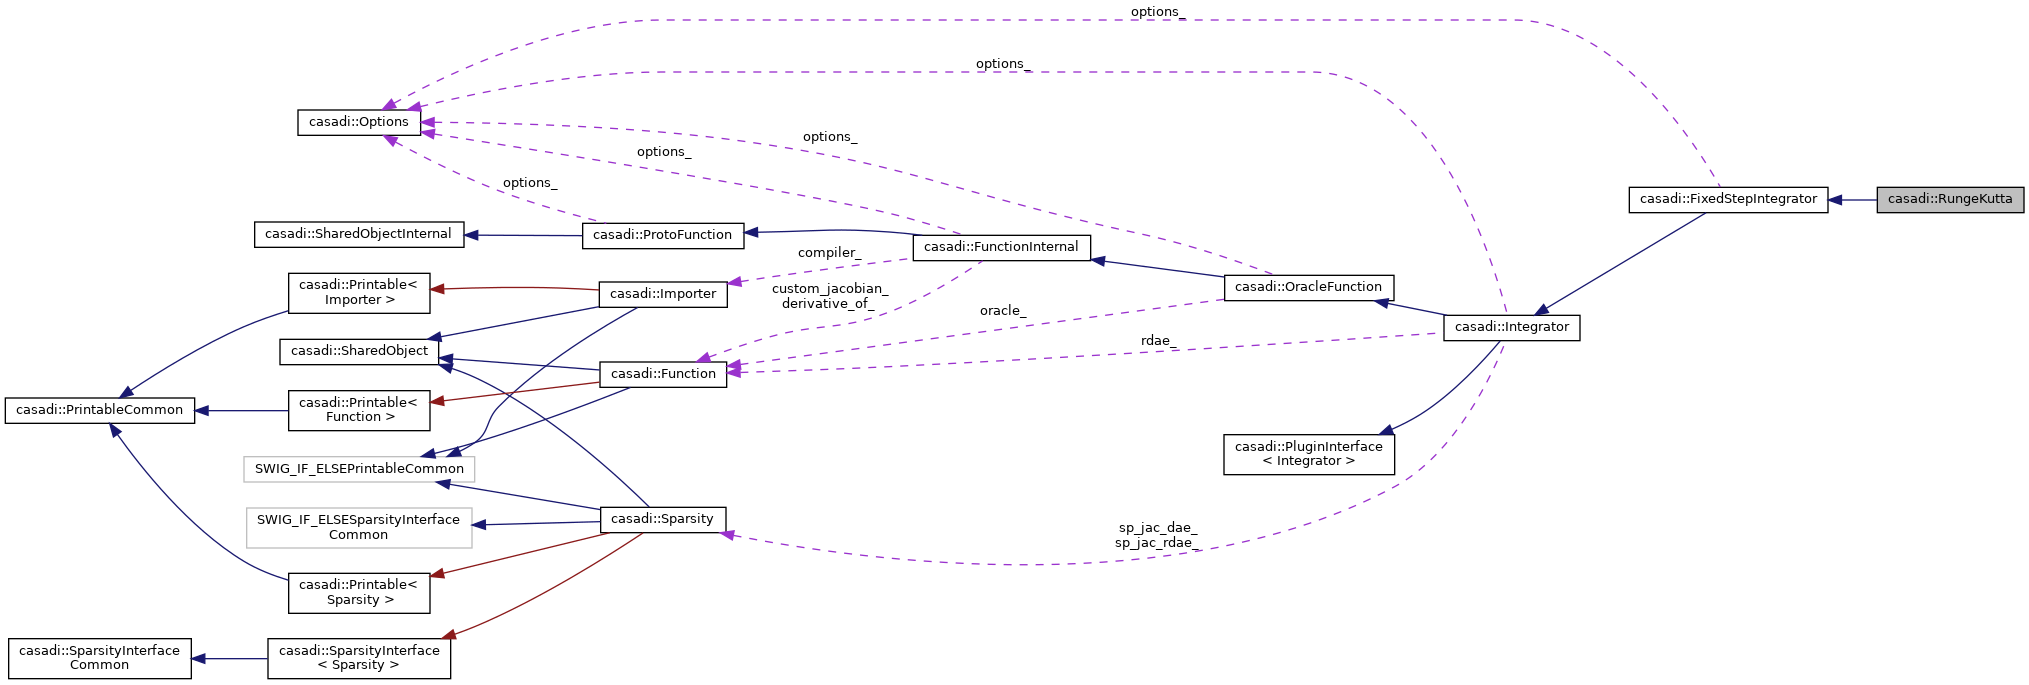 options_
options_
casadi::Options
options_
options_
options_
casadi::FixedStepIntegrator
casadi::RungeKutta
casadi::SharedObjectInternal
casadi::ProtoFunction
casadi::FunctionInternal
compiler_
casadi::Printable<
Importer >
casadi::Importer
custom_jacobian_
derivative_of_
casadi::OracleFunction
oracle_
casadi::Integrator
rdae_
casadi::SharedObject
casadi::Function
casadi::PrintableCommon
casadi::Printable<
Function >
casadi::PluginInterface
< Integrator >
SWIG_IF_ELSEPrintableCommon
SWIG_IF_ELSESparsityInterface
Common
casadi::Sparsity
sp_jac_dae_
sp_jac_rdae_
casadi::Printable<
Sparsity >
casadi::SparsityInterface
Common
casadi::SparsityInterface
< Sparsity >